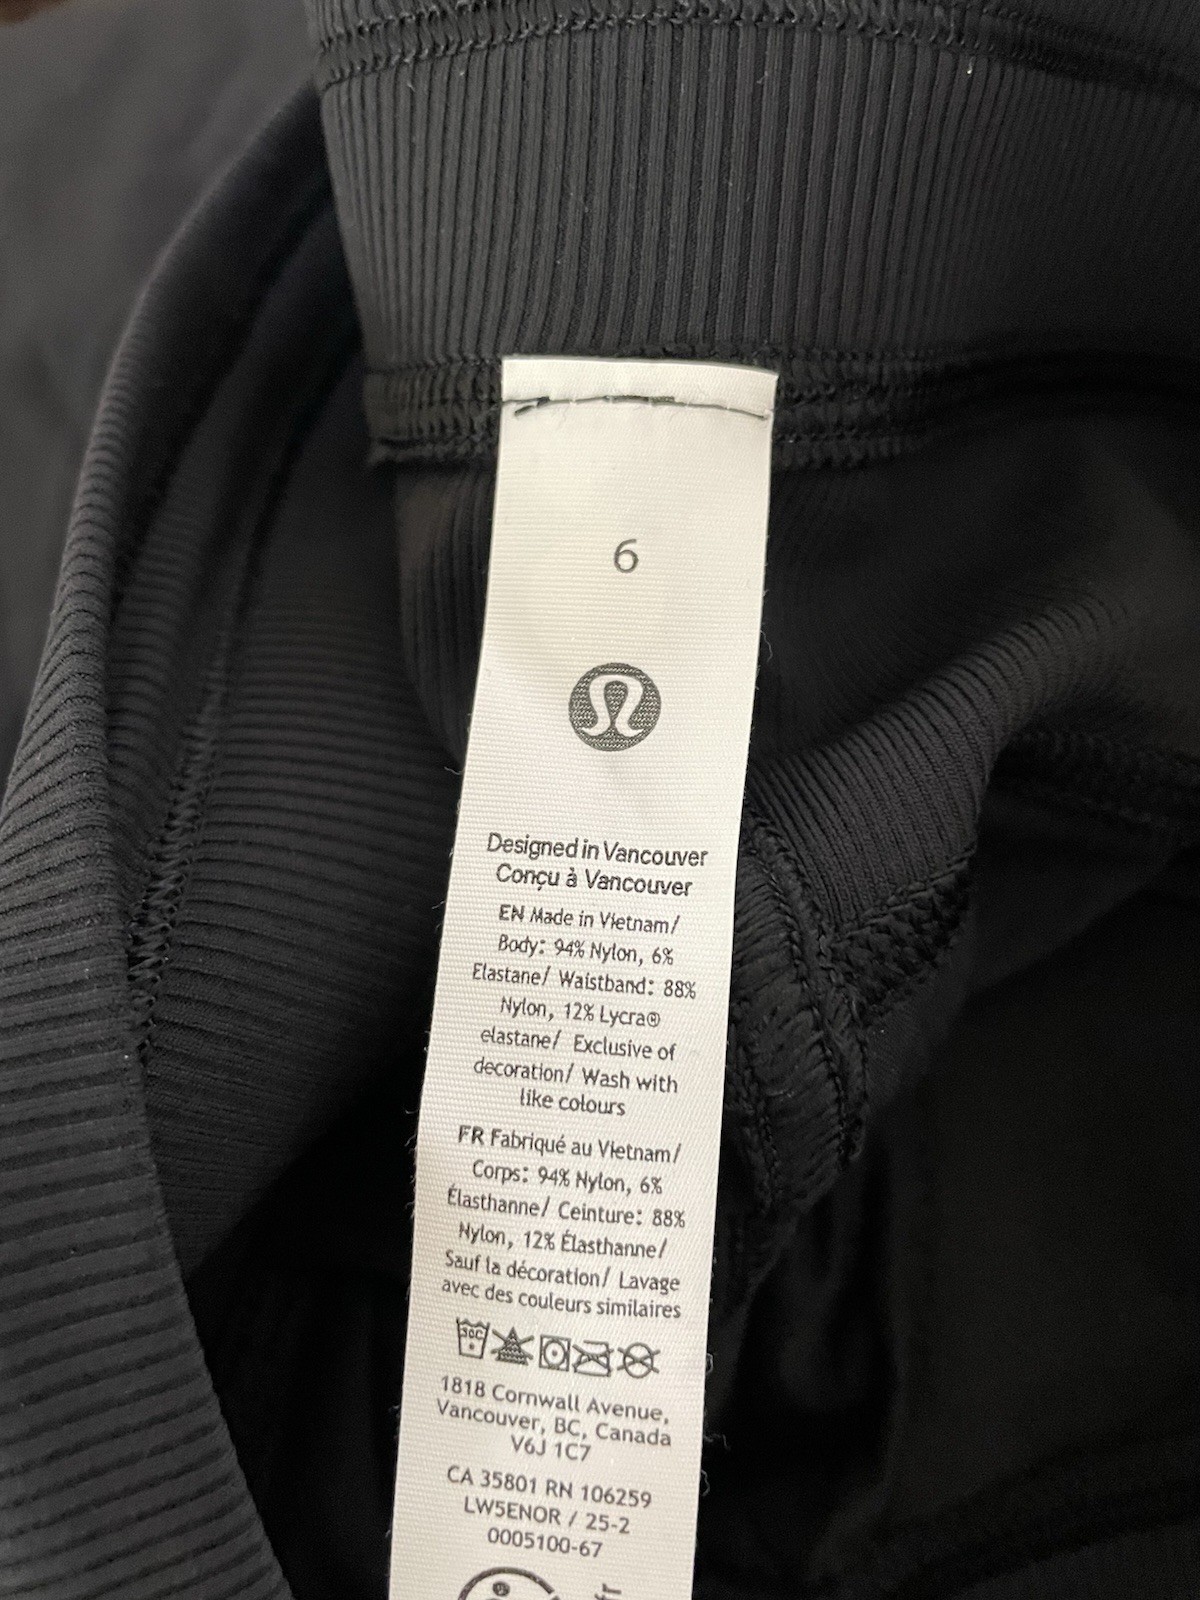 6
Designed in Vancouver
Conçu à Vancouver
EN Made in Vietnam/
Body: 94% Nylon, 6%
Elastane/ Waistband: 88%
Nylon, 12% Lycra®
elastane/ Exclusive of
decoration/ Wash with
like colours
FR Fabriqué au Vietnam/
Corps: 94% Nylon, 6%
Élasthanne/ Ceinture: 88%
Nylon, 12% Élasthanne/
Sauf la décoration/ Lavage
avec des couleurs similaires
30C
1818 Cornwall Avenue,
Vancouver, BC, Canada
V6J 1C7
CA 35801 RN 106259
LW5ENOR / 25-2
0005100-67
fr